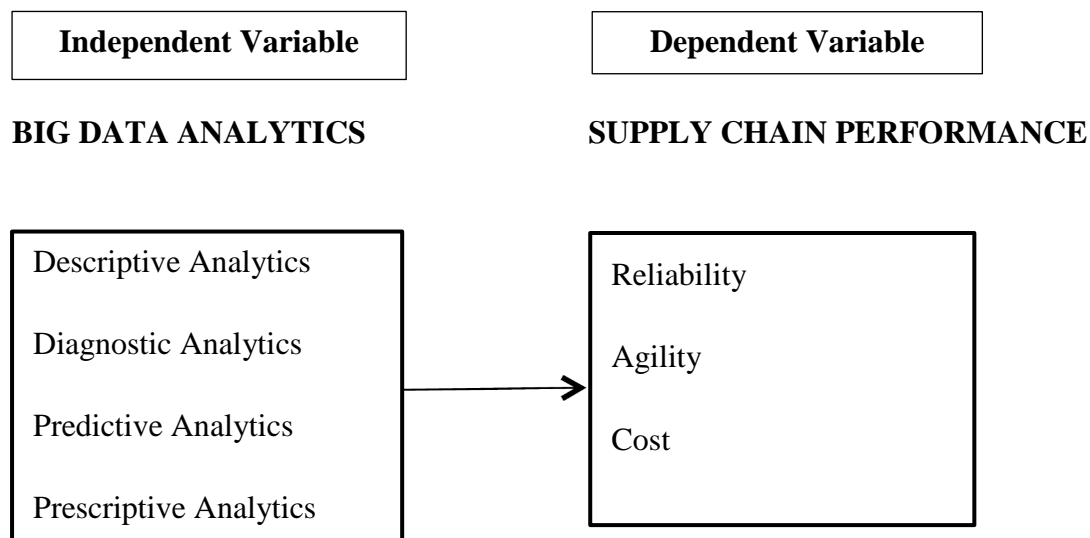 Independent Variable
Dependent Variable
BIG DATA ANALYTICS
SUPPLY CHAIN PERFORMANCE
Descriptive Analytics
Diagnostic Analytics
Predictive Analytics
Prescriptive Analytics
Reliability
Agility
Cost